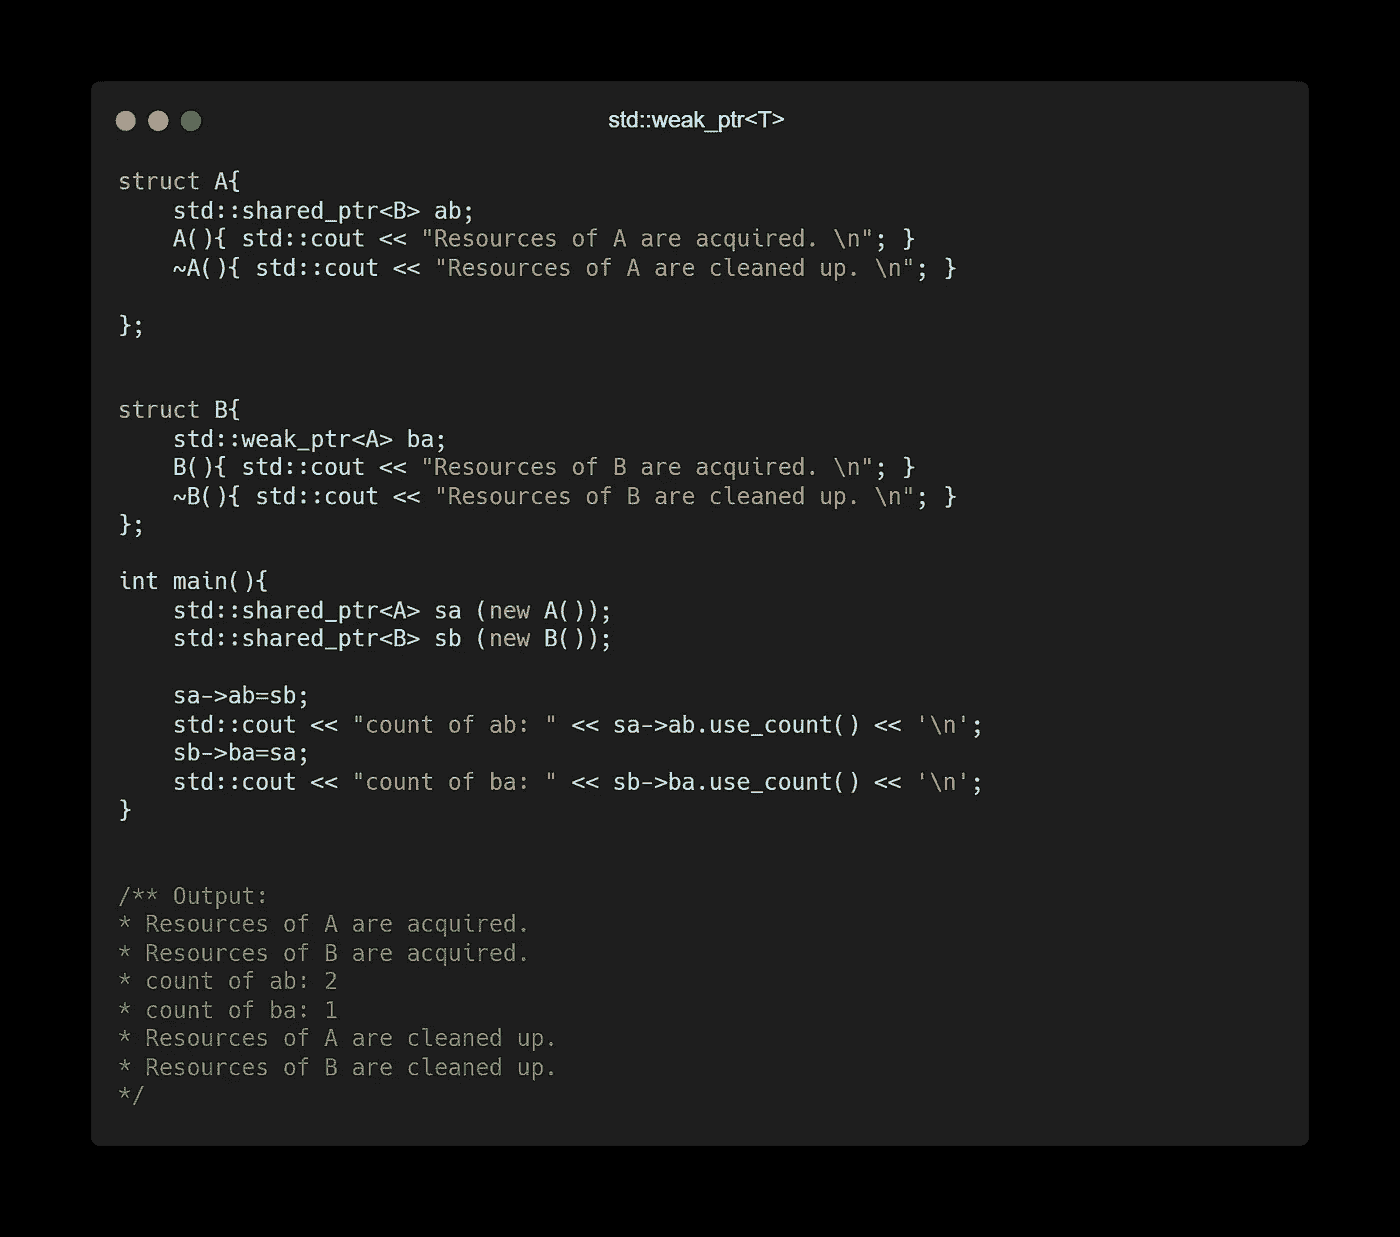 std::weak_ptr<T>
struct A{
    std::shared_ptr<B> ab;
    A(){ std::cout << "Resources of A are acquired. \n"; }
    ~A(){ std::cout << "Resources of A are cleaned up. \n"; }
};
struct B{
    std::weak_ptr<A> ba;
    B(){ std::cout << "Resources of B are acquired. \n"; }
    ~B(){ std::cout << "Resources of B are cleaned up. \n"; }
};
int main(){
    std::shared_ptr<A> sa (new A());
    std::shared_ptr<B> sb (new B());
    sa->ab=sb;
    std::cout << "count of ab: " << sa->ab.use_count() << '\n';
    sb->ba=sa;
    std::cout << "count of ba: " << sb->ba.use_count() << '\n';
}
/** Output:
* Resources of A are acquired.
* Resources of B are acquired.
* count of ab: 2
* count of ba: 1
* Resources of A are cleaned up.
* Resources of B are cleaned up.
*/